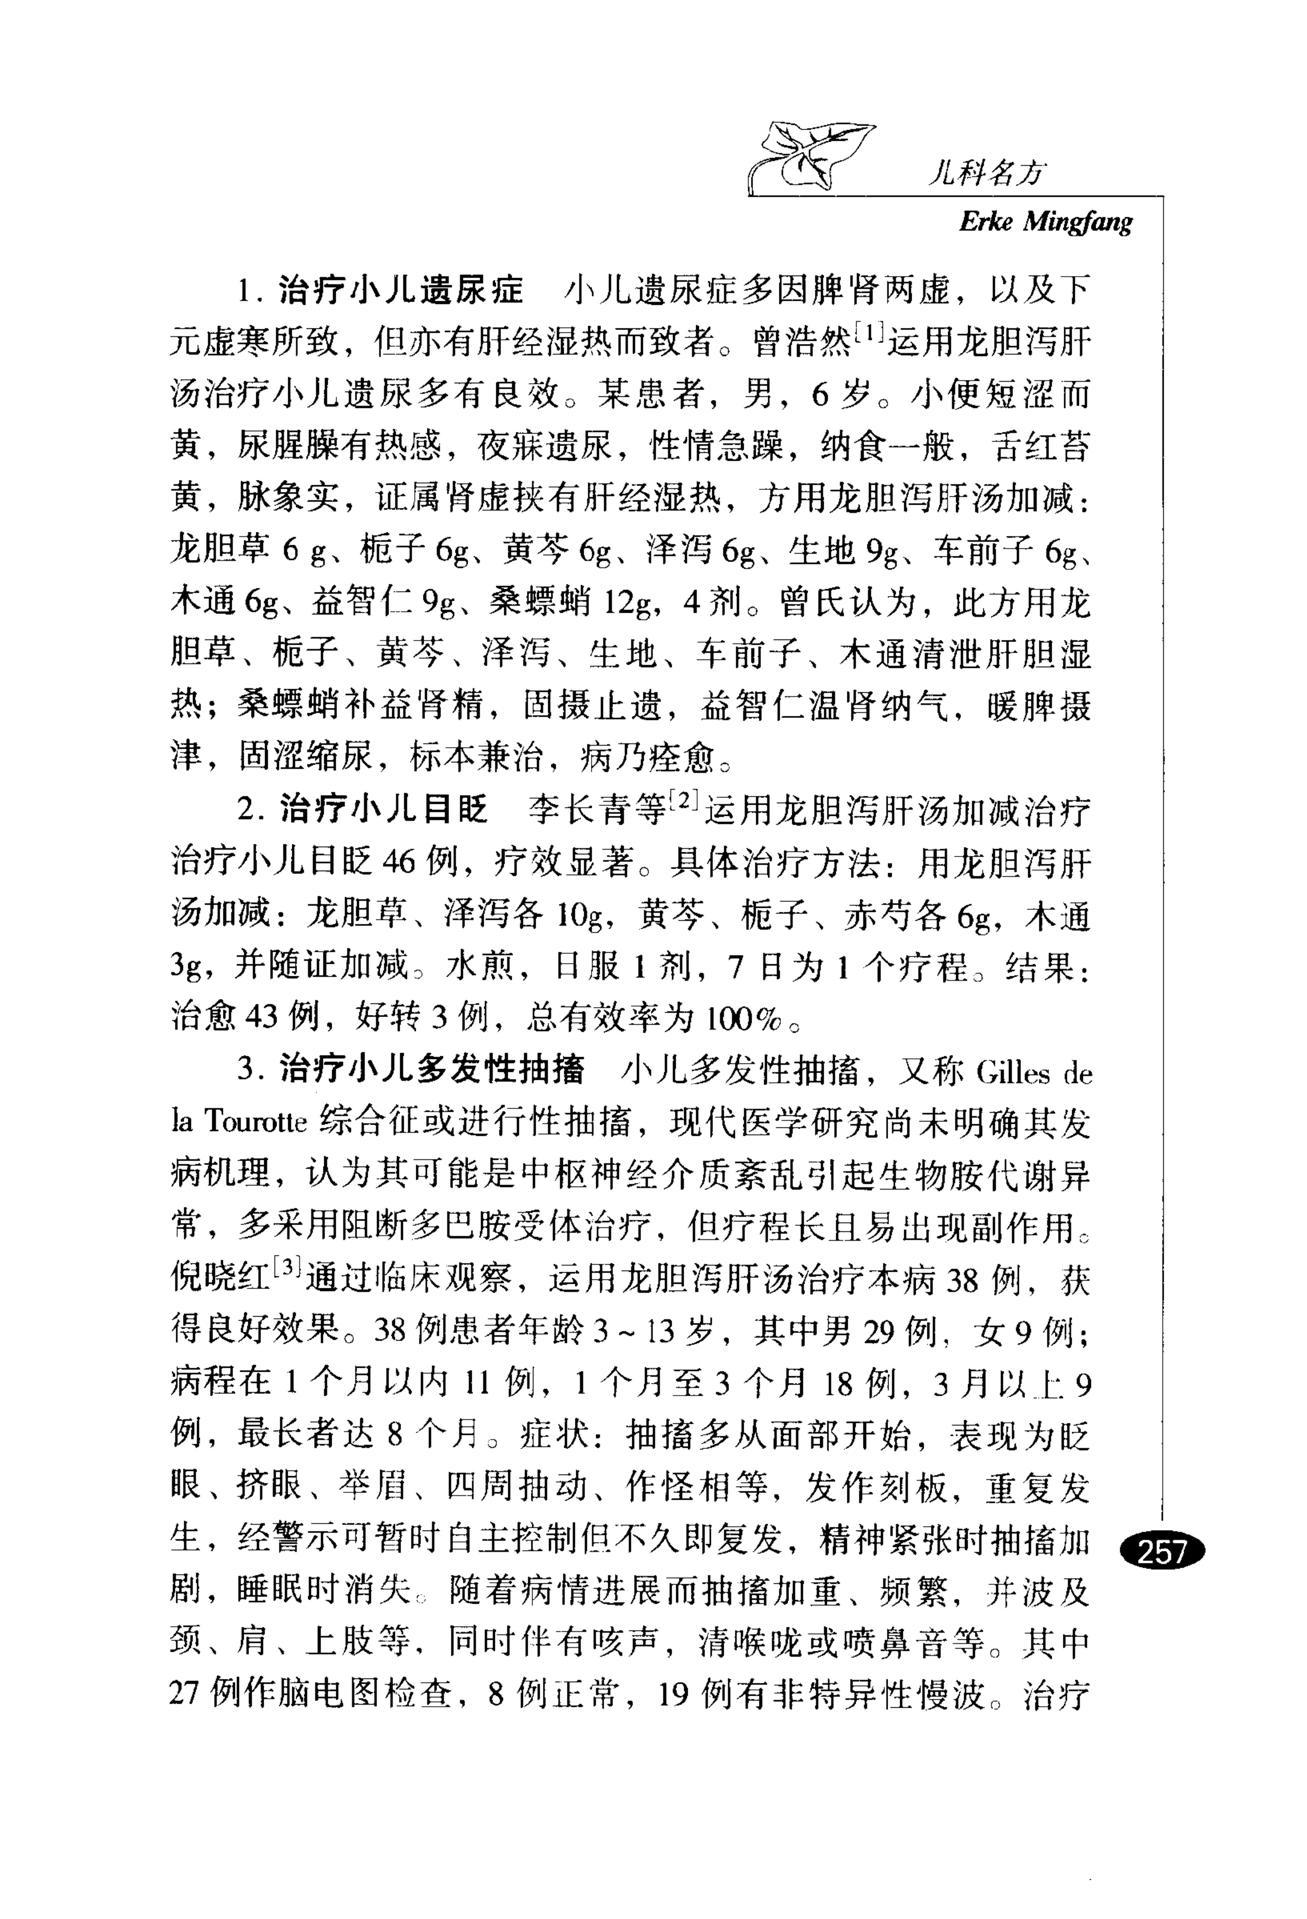 儿科名方
Erke Mingfang
1. 治疗小儿遗尿症 小儿遗尿症多因脾肾两虚，以及下
元虚寒所致，但亦有肝经湿热而致者。曾浩然[1]运用龙胆泻肝
汤治疗小儿遗尿多有良效。某患者，男，6 岁。小便短涩而
黄，尿腥臊有热感，夜寐遗尿，性情急躁，纳食一般，舌红苔
黄，脉象实，证属肾虚挟有肝经湿热，方用龙胆泻肝汤加减：
龙胆草 6 g、栀子 6g、黄芩 6g、泽泻 6g、生地 9g、车前子 6g、
木通 6g、益智仁 9g、桑螵蛸 12g，4 剂。曾氏认为，此方用龙
胆草、栀子、黄芩、泽泻、生地、车前子、木通清泄肝胆湿
热；桑螵蛸补益肾精，固摄止遗，益智仁温肾纳气，暖脾摄
津，固涩缩尿，标本兼治，病乃痊愈。
2. 治疗小儿目眨 李长青等[2]运用龙胆泻肝汤加减治疗
治疗小儿目眨 46 例，疗效显著。具体治疗方法：用龙胆泻肝
汤加减：龙胆草、泽泻各 10g，黄芩、栀子、赤芍各 6g，木通
3g，并随证加减。水煎，日服 1 剂，7 日为 1 个疗程。结果：
治愈 43 例，好转 3 例，总有效率为 100%。
3. 治疗小儿多发性抽搐 小儿多发性抽搐，又称 Gilles de
la Tourotte 综合征或进行性抽搐，现代医学研究尚未明确其发
病机理，认为其可能是中枢神经介质紊乱引起生物胺代谢异
常，多采用阻断多巴胺受体治疗，但疗程长且易出现副作用。
倪晓红[3]通过临床观察，运用龙胆泻肝汤治疗本病 38 例，获
得良好效果。38 例患者年龄 3～13 岁，其中男 29 例，女 9 例；
病程在 1 个月以内 11 例，1 个月至 3 个月 18 例，3 月以上 9
例，最长者达 8 个月。症状：抽搐多从面部开始，表现为眨
眼、挤眼、举眉、四周抽动、作怪相等，发作刻板，重复发
生，经警示可暂时自主控制但不久即复发，精神紧张时抽搐加
剧，睡眠时消失。随着病情进展而抽搐加重、频繁，并波及
颈、肩、上肢等，同时伴有咳声，清喉咙或喷鼻音等。其中
27 例作脑电图检查，8 例正常，19 例有非特异性慢波。治疗
257